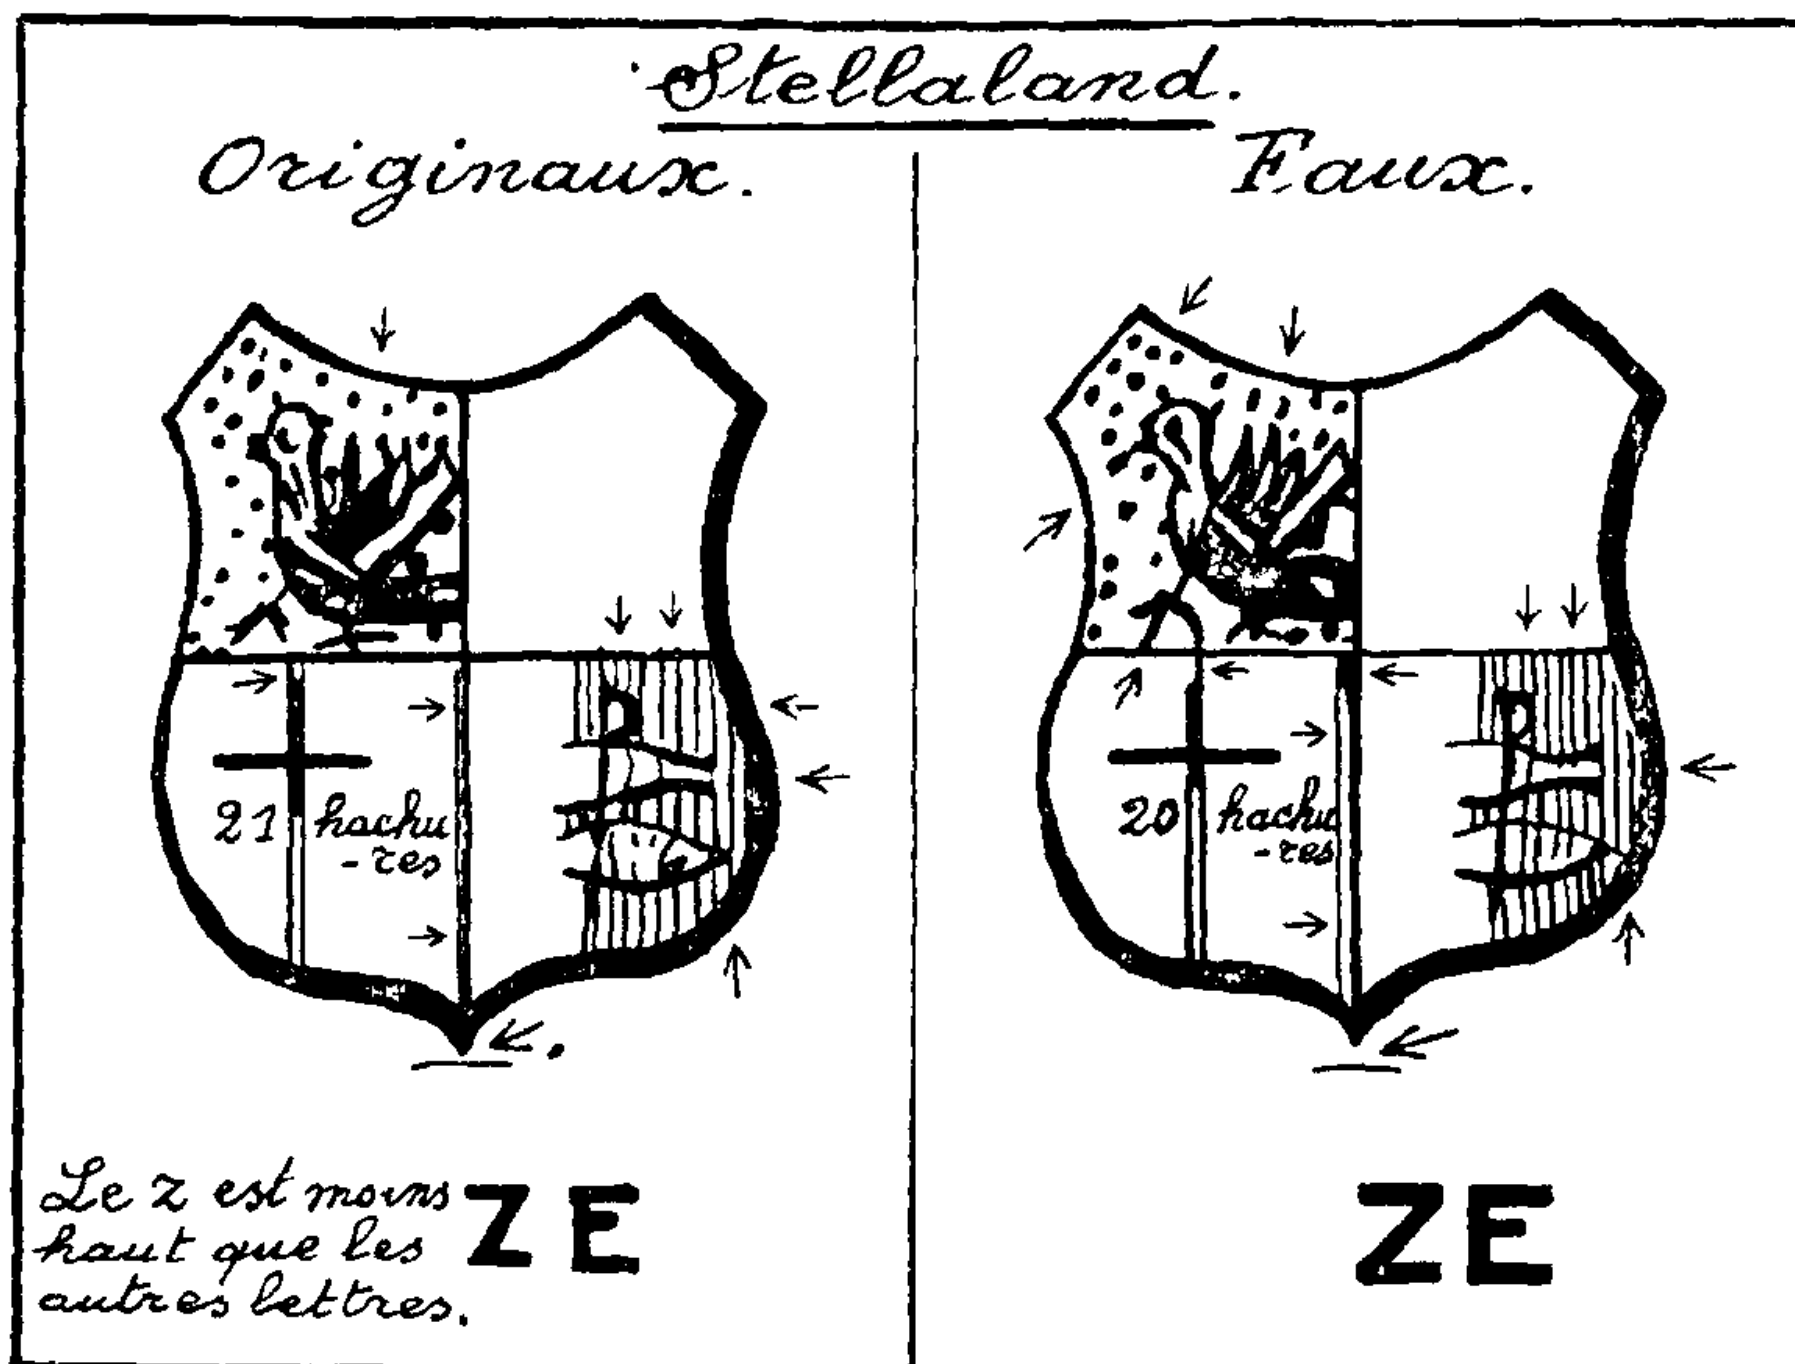 Stellaland.
Originaux.
Faux.
21 hachu
-res
20 hachu
-res
Le z est moins
haut que les
autres lettres.
ZE
ZE